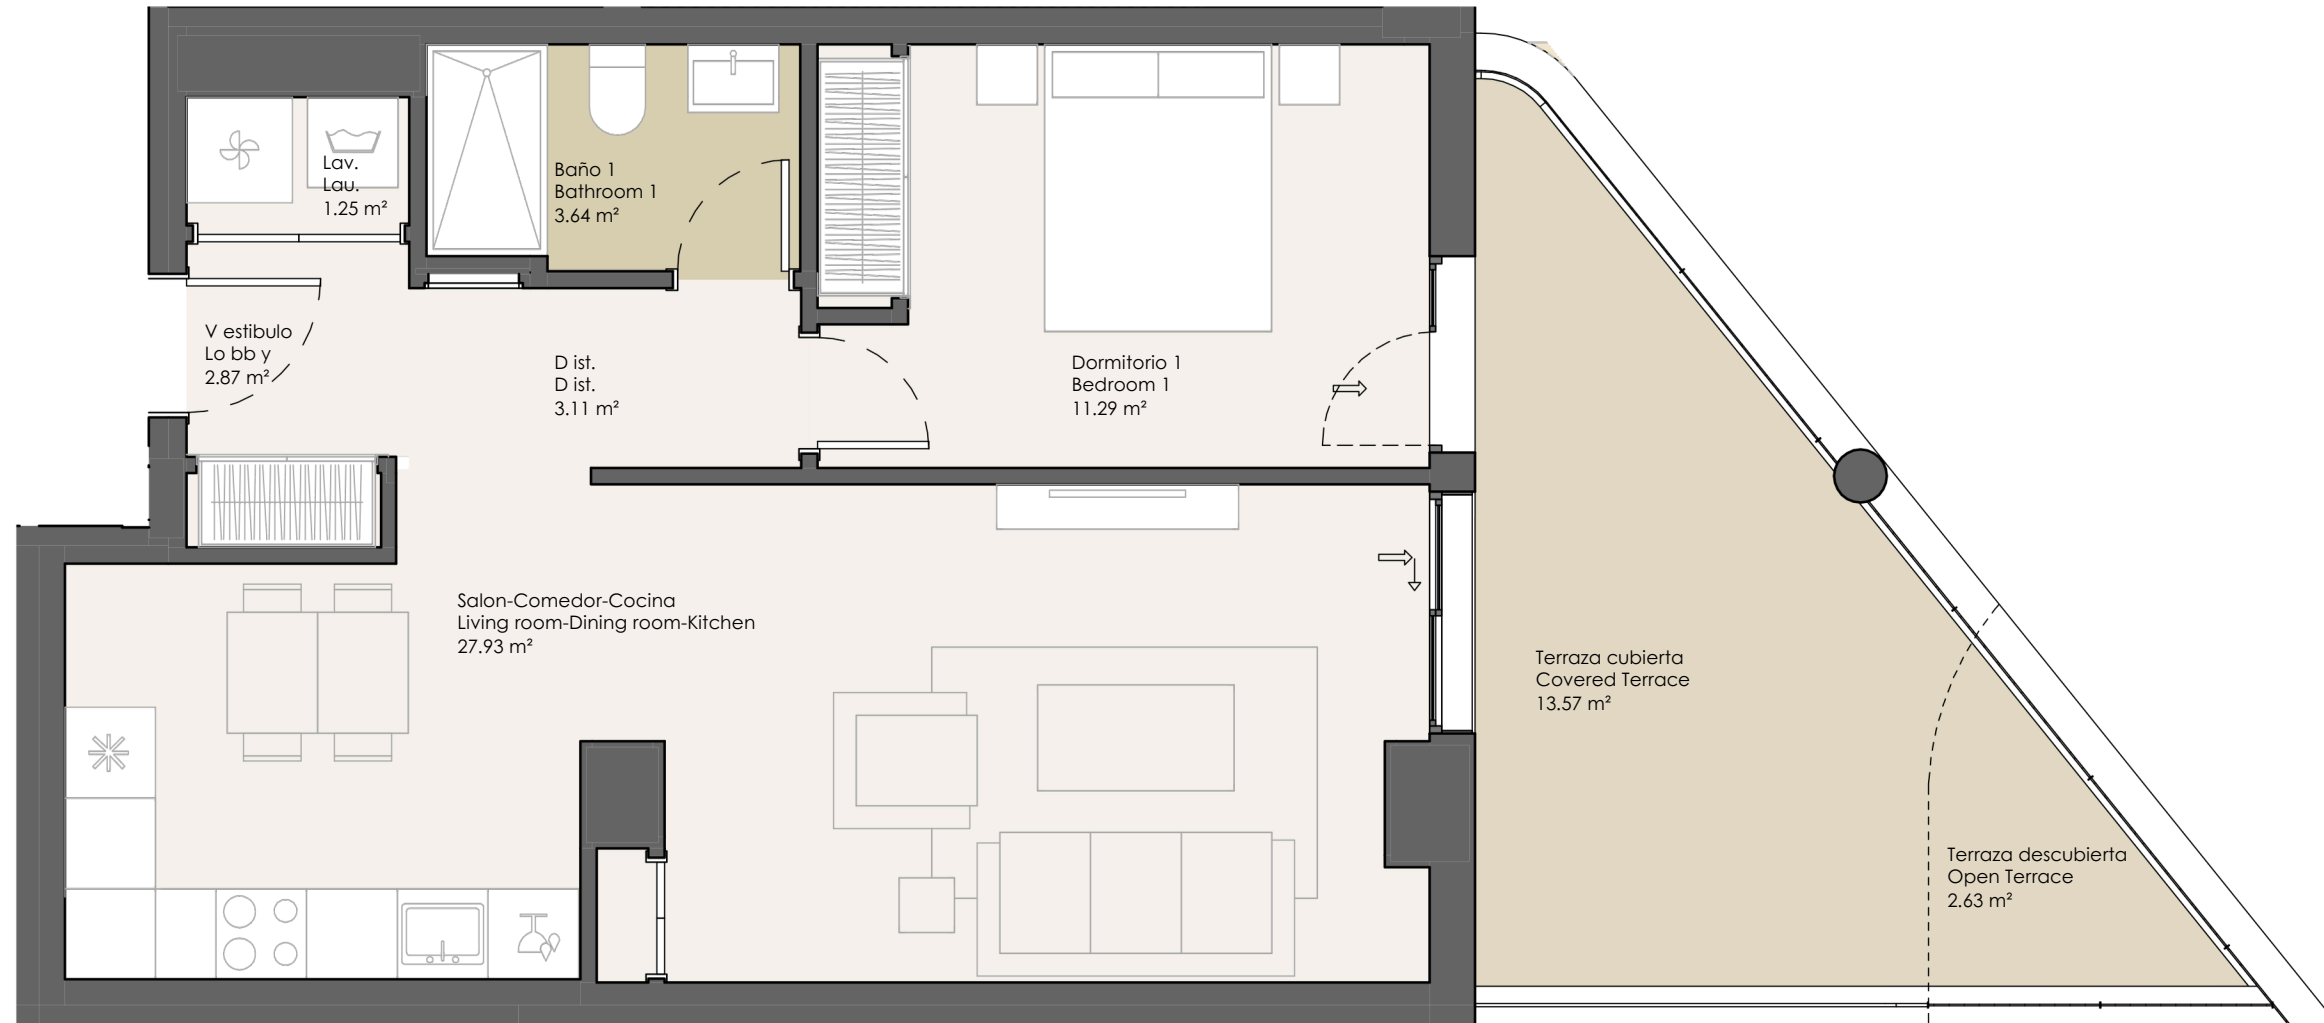 Lav.
Lau.
1.25 m²
Baño 1
Bathroom 1
3.64 m²
V estibulo
Lo bb y
2.87 m²
D ist.
D ist.
3.11 m²
Dormitorio 1
Bedroom 1
11.29 m²
Salon-Comedor-Cocina
Living room-Dining room-Kitchen
27.93 m²
Terraza cubierta
Covered Terrace
13.57 m²
Terraza descubierta
Open Terrace
2.63 m²